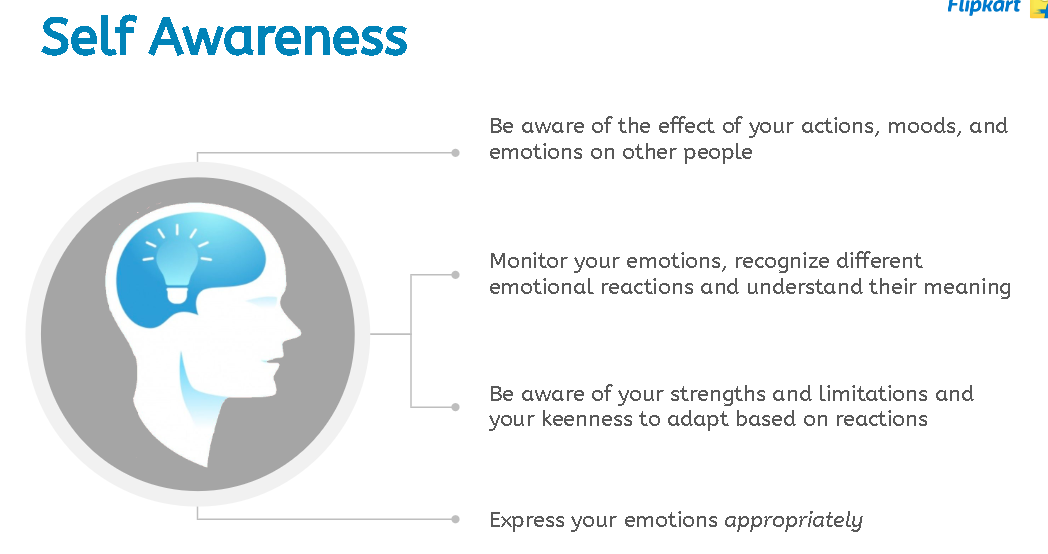 Flipkart
Self Awareness
Be aware of the effect of your actions, moods, and
emotions on other people
Monitor your emotions, recognize different
emotional reactions and understand their meaning
Be aware of your strengths and limitations and
your keenness to adapt based on reactions
Express your emotions appropriately